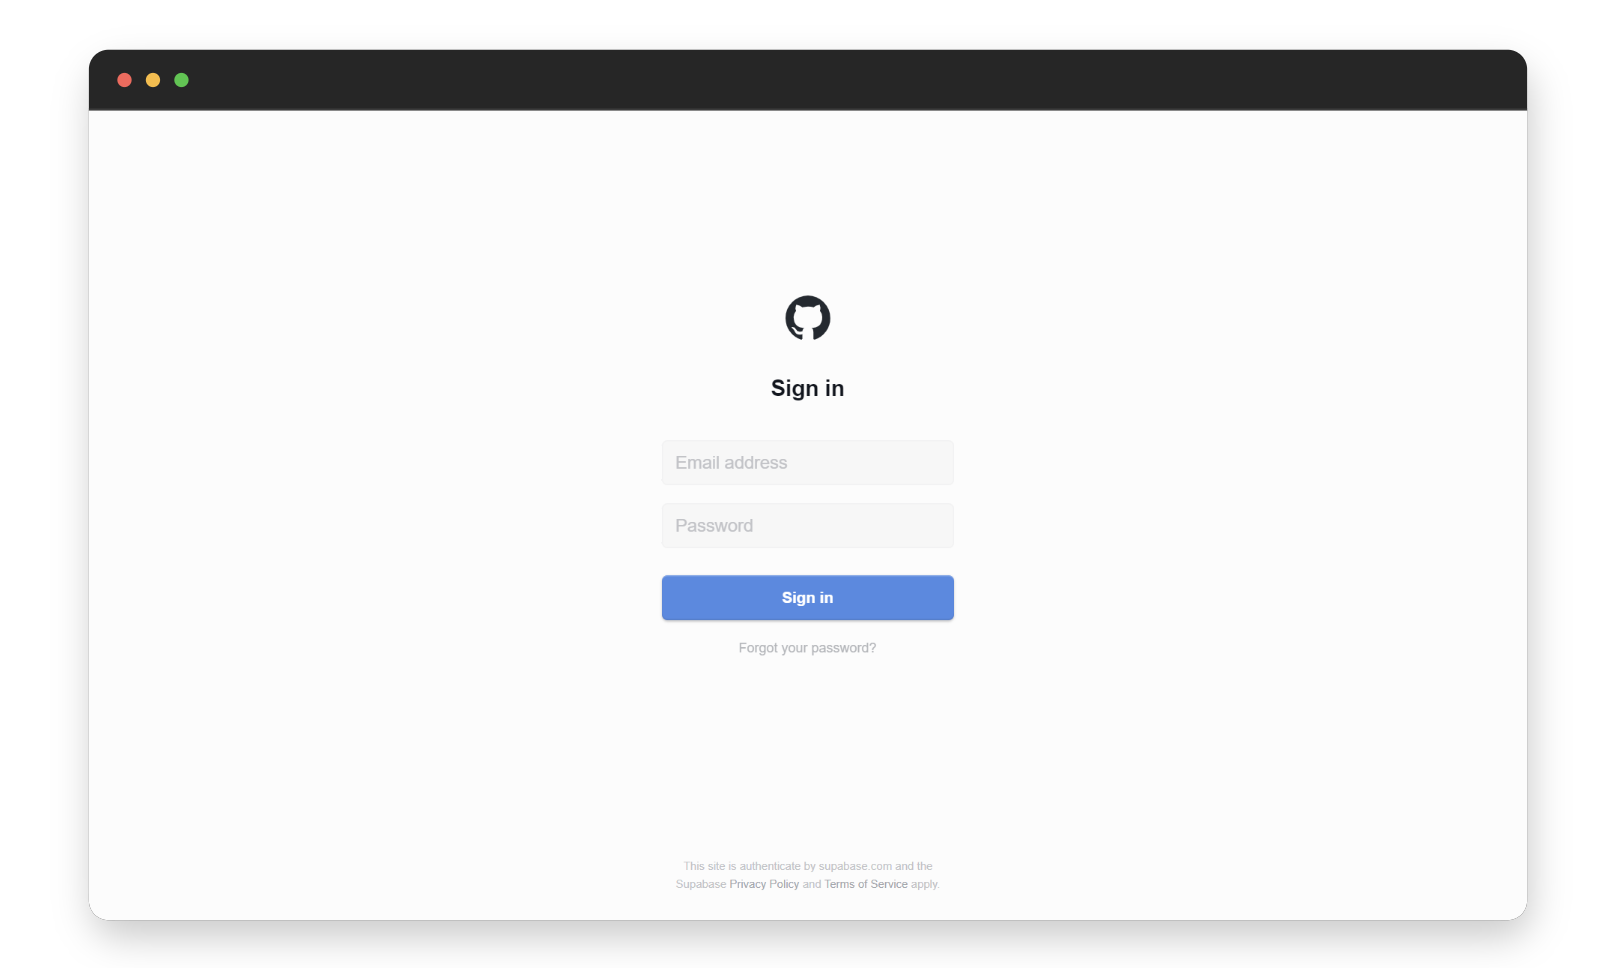 Sign in
Email address
Password
Sign in
Forgot your password?
This site is authenticate by supabase.com and the
Supabase Privacy Policy and Terms of Service apply.